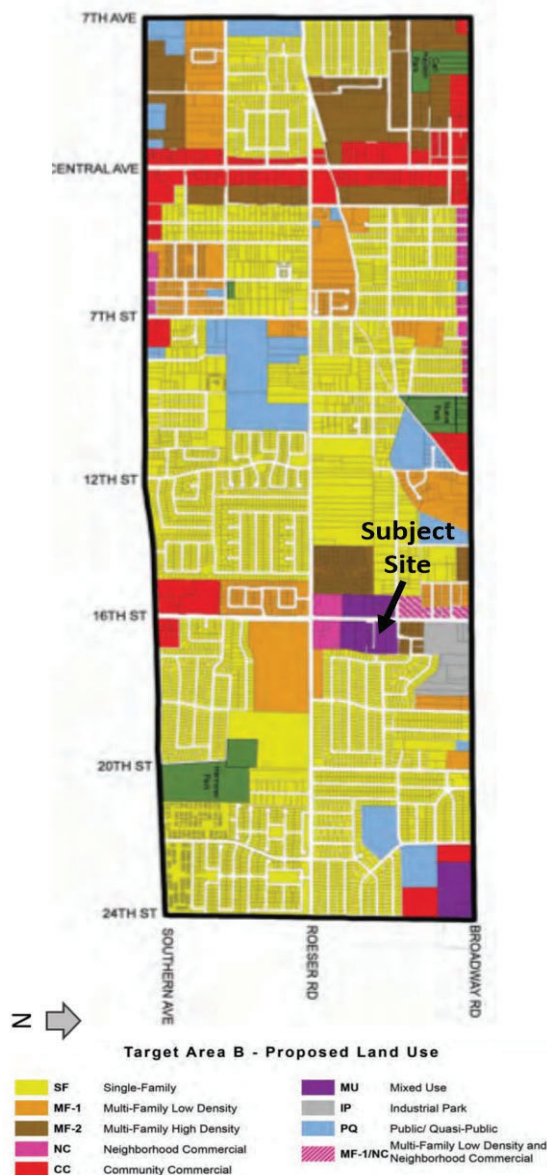 7TH AVE
CENTRAL AVE
7TH ST
12TH ST
Subject
Site
16TH ST
20TH ST
24TH ST
SOUTHERN AVE
ROESER RD
BROADWAY RD
N
Target Area B - Proposed Land Use
SF Single-Family
MF-1 Multi-Family Low Density
MF-2 Multi-Family High Density
NC Neighborhood Commercial
CC Community Commercial
MU Mixed Use
IP Industrial Park
PQ Public/ Quasi-Public
MF-1/NC Multi-Family Low Density and
Neighborhood Commercial